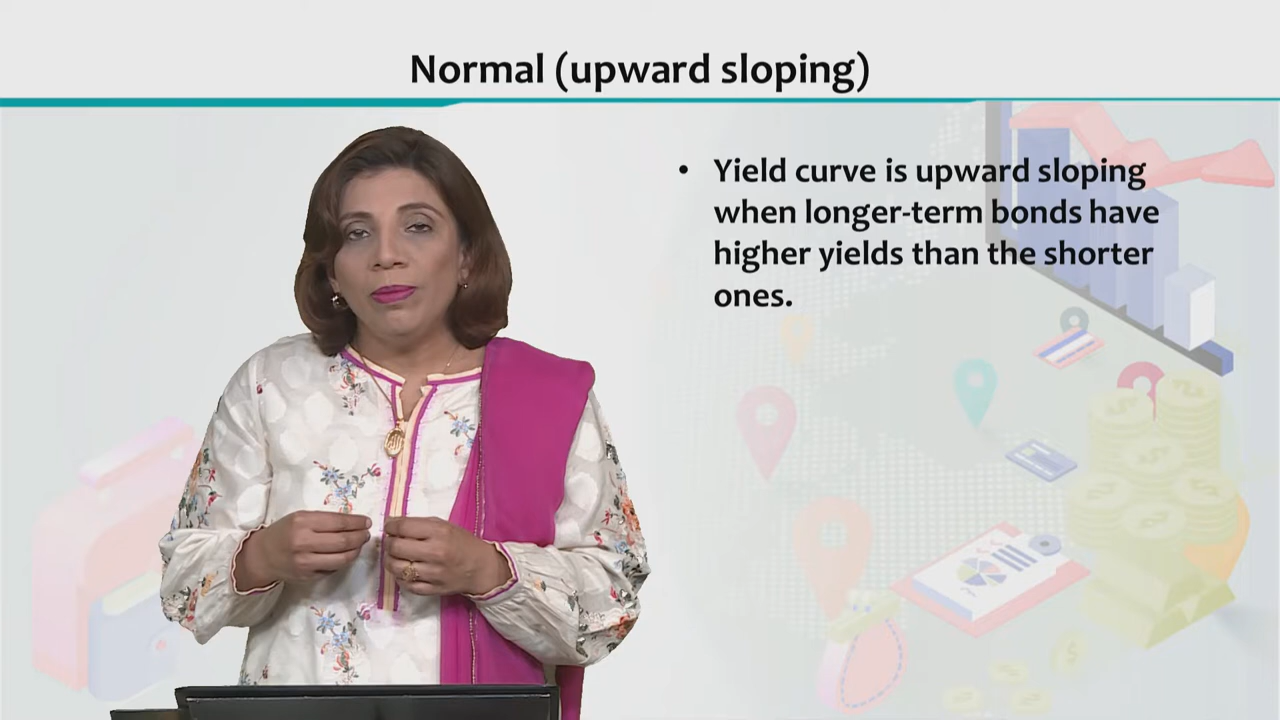 Normal (upward sloping)
• Yield curve is upward sloping
when longer-term bonds have
higher yields than the shorter
ones.